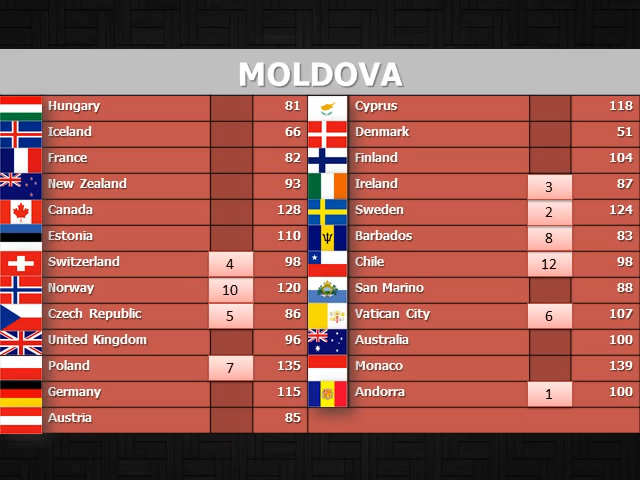 MOLDOVA
Hungary 81
Iceland 66
France 82
New Zealand 93
Canada 128
Estonia 110
Switzerland 4 98
Norway 10 120
Czech Republic 5 86
United Kingdom 96
Poland 7 135
Germany 115
Austria 85
Cyprus 118
Denmark 51
Finland 104
Ireland 3 87
Sweden 2 124
Barbados 8 83
Chile 12 98
San Marino 88
Vatican City 6 107
Australia 100
Monaco 139
Andorra 1 100